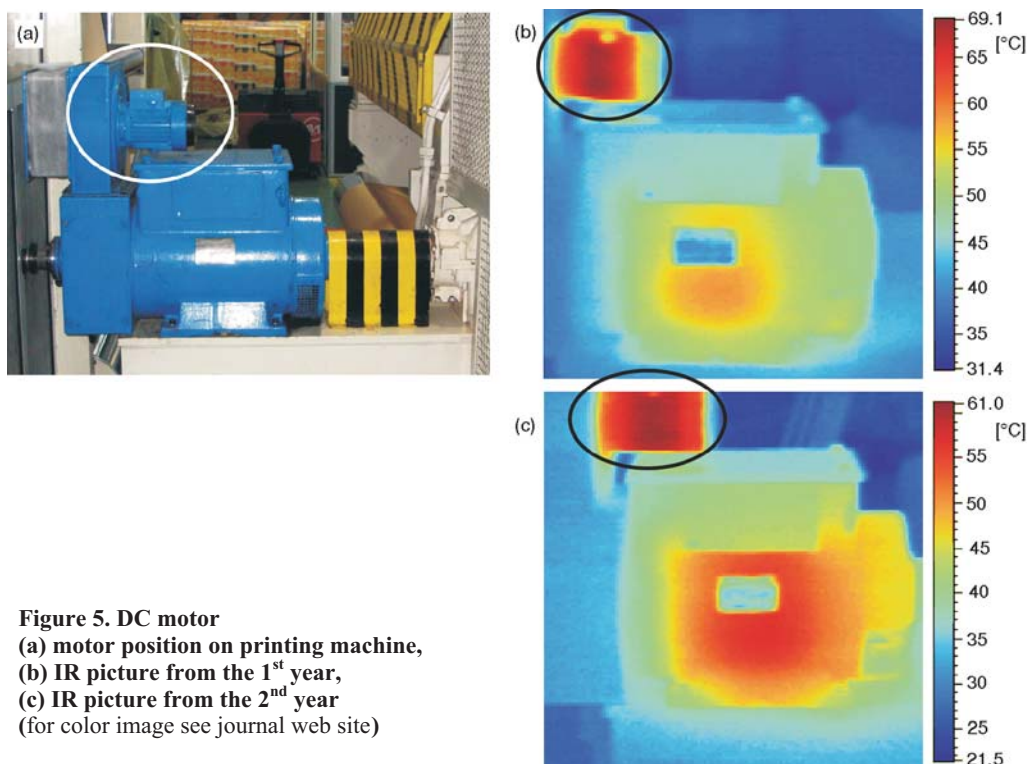 (a)
(b)
69.1
[°C]
65
60
55
50
45
40
35
31.4
(c)
61.0
[°C]
55
50
45
40
35
30
25
21.5
Figure 5. DC motor
(a) motor position on printing machine,
(b) IR picture from the 1st year,
(c) IR picture from the 2nd year
(for color image see journal web site)